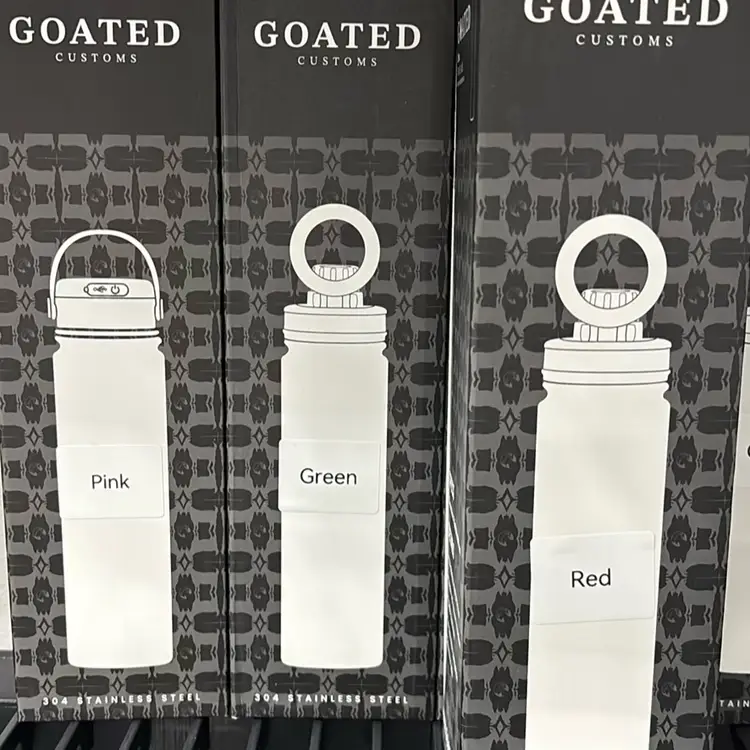 GOATED
CUSTOMS
Pink
304 STAINLESS STEEL
GOATED
CUSTOMS
Green
304 STAINLESS STEEL
GOATED
CUSTOMS
Red